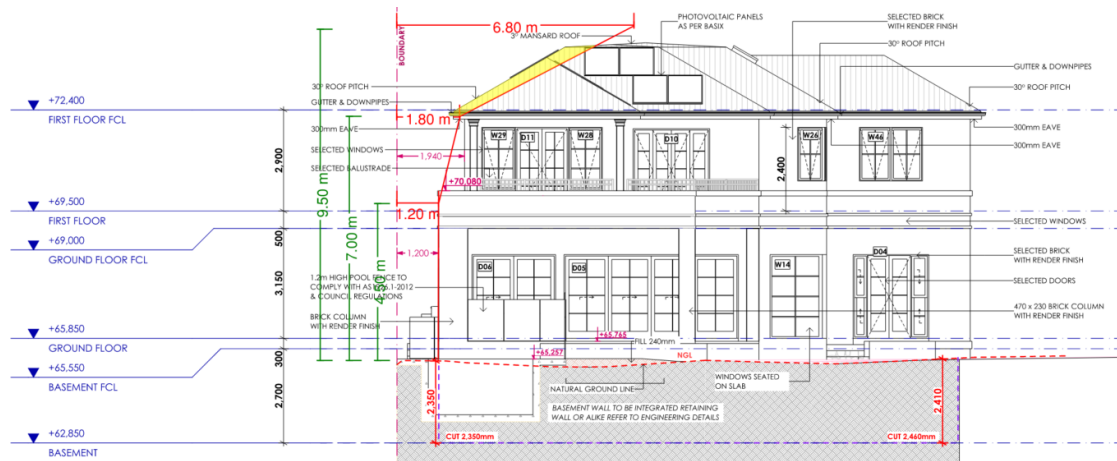 6.80 m
BOUNDARY
3° MANSARD ROOF
PHOTOVOLTAIC PANELS
AS PER BASIX
SELECTED BRICK
WITH RENDER FINISH
30° ROOF PITCH
GUTTER & DOWNPIPES
30° ROOF PITCH
30° ROOF PITCH
GUTTER & DOWNPIPES
+72,400
FIRST FLOOR FCL
1.80 m
300mm EAVE
300mm EAVE
300mm EAVE
W29
D11
W28
D10
W26
W46
SELECTED WINDOWS
1,940
SELECTED BALUSTRADE
+70,080
2,900
2,400
9.50 m
7.00 m
+69,500
FIRST FLOOR
1.20 m
SELECTED WINDOWS
500
+69,000
GROUND FLOOR FCL
1,200
D06
D05
W14
D04
SELECTED BRICK
WITH RENDER FINISH
SELECTED DOORS
1.2m HIGH POOL FENCE TO
& COUNCIL REGULATIONS
3,150
BRICK COLUMN
WITH RENDER FINISH
470 x 230 BRICK COLUMN
WITH RENDER FINISH
+65,850
GROUND FLOOR
+65,765
FILL 240mm
300
+65,257
NGL
+65,550
BASEMENT FCL
NATURAL GROUND LINE
WINDOWS SEATED
ON SLAB
2,700
2,350
2,410
BASEMENT WALL TO BE INTEGRATED RETAINING
WALL OR ALIKE REFER TO ENGINEERING DETAILS
+62,850
BASEMENT
CUT 2.350mm
CUT 2.460mm